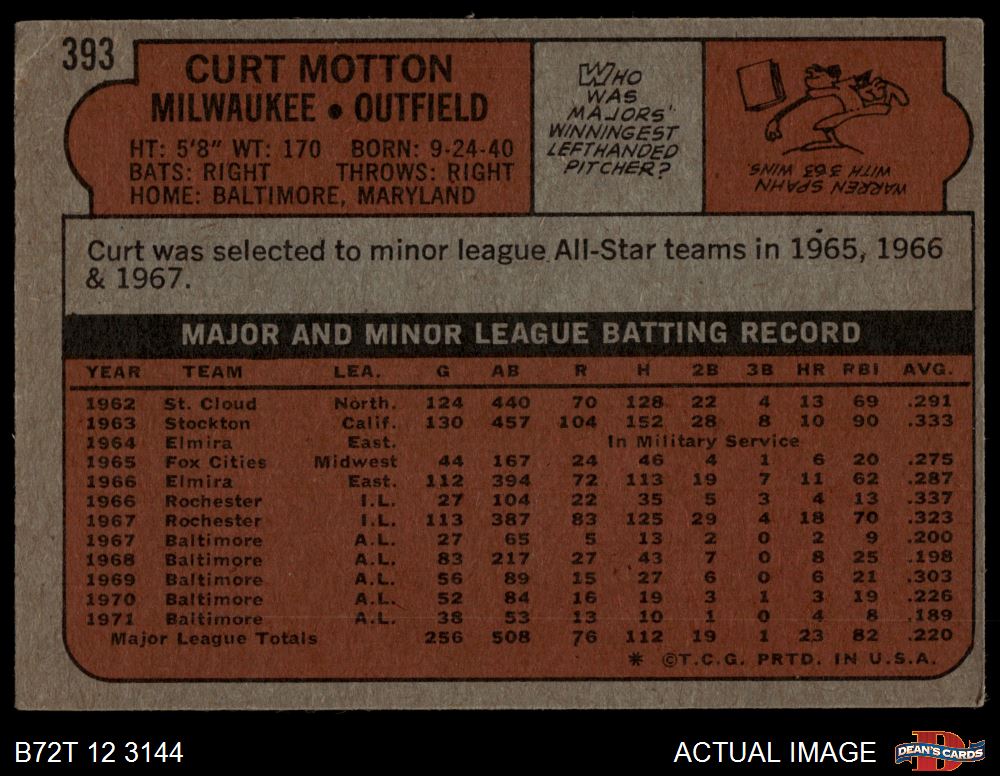 393
CURT MOTTON
MILWAUKEE • OUTFIELD
HT: 5'8" WT: 170 BORN: 9-24-40
BATS: RIGHT THROWS: RIGHT
HOME: BALTIMORE, MARYLAND
WHO
WAS
MAJORS'
WINNINGEST
LEFTHANDED
PITCHER?
WARREN SPAHN
WITH 363 WINS.
Curt was selected to minor league All-Star teams in 1965, 1966
& 1967.
MAJOR AND MINOR LEAGUE BATTING RECORD
YEAR TEAM LEA. G AB R H 2B 3B HR RBI AVG.
1962 St. Cloud North. 124 440 70 128 22 4 13 69 .291
1963 Stockton Calif. 130 457 104 152 28 8 10 90 .333
1964 Elmira East. In Military Service
1965 Fox Cities Midwest 44 167 24 46 4 1 6 20 .275
1966 Elmira East. 112 394 72 113 19 7 11 62 .287
1966 Rochester I.L. 27 104 22 35 5 3 4 13 .337
1967 Rochester I.L. 113 387 83 125 29 4 18 70 .323
1967 Baltimore A.L. 27 65 5 13 2 0 2 9 .200
1968 Baltimore A.L. 83 217 27 43 7 0 8 25 .198
1969 Baltimore A.L. 56 89 15 27 6 0 6 21 .303
1970 Baltimore A.L. 52 84 16 19 3 1 3 19 .226
1971 Baltimore A.L. 38 53 13 10 1 0 4 8 .189
Major League Totals 256 508 76 112 19 1 23 82 .220
* ©T.C.G. PRTD. IN U.S.A.
B72T 12 3144
ACTUAL IMAGE
D
DEAN'S CARDS